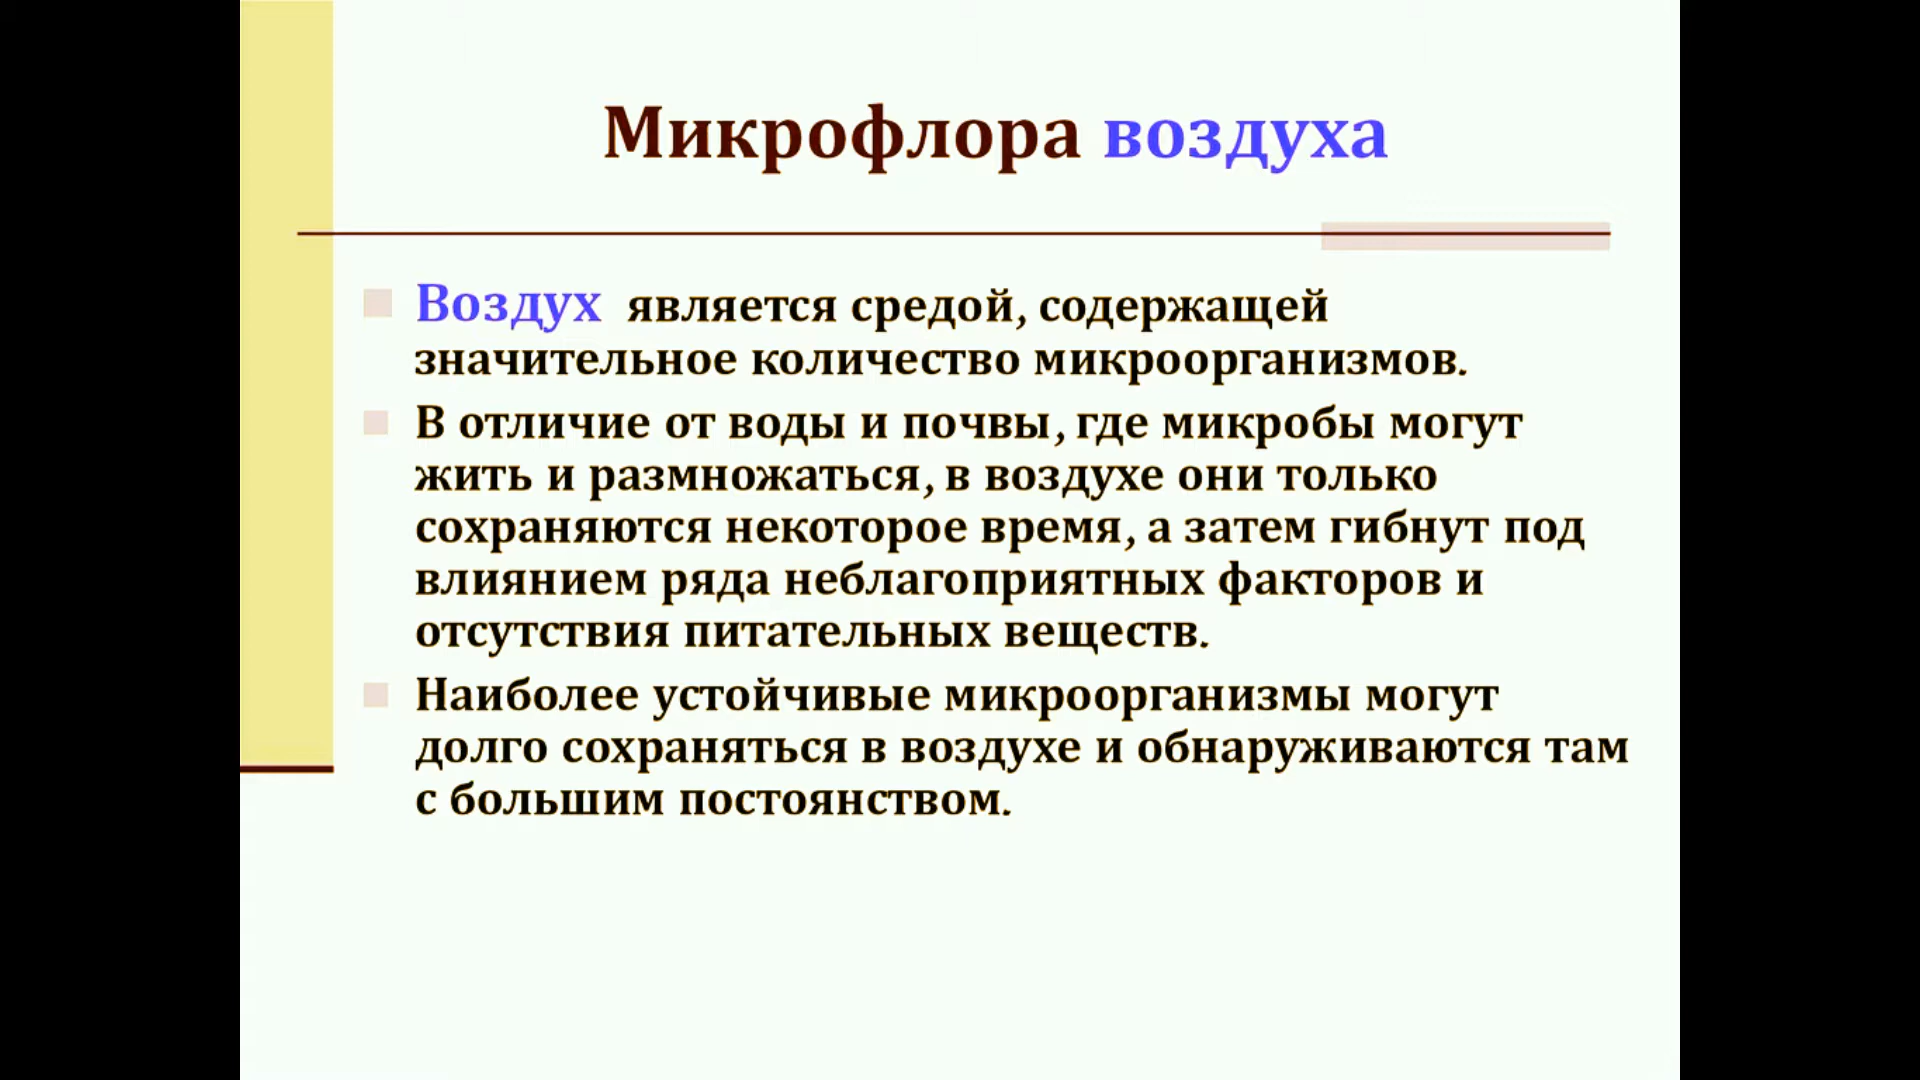 Микрофлора воздуха
Воздух является средой, содержащей
значительное количество микроорганизмов.
В отличие от воды и почвы, где микробы могут
жить и размножаться, в воздухе они только
сохраняются некоторое время, а затем гибнут под
влиянием ряда неблагоприятных факторов и
отсутствия питательных веществ.
Наиболее устойчивые микроорганизмы могут
долго сохраняться в воздухе и обнаруживаются там
с большим постоянством.